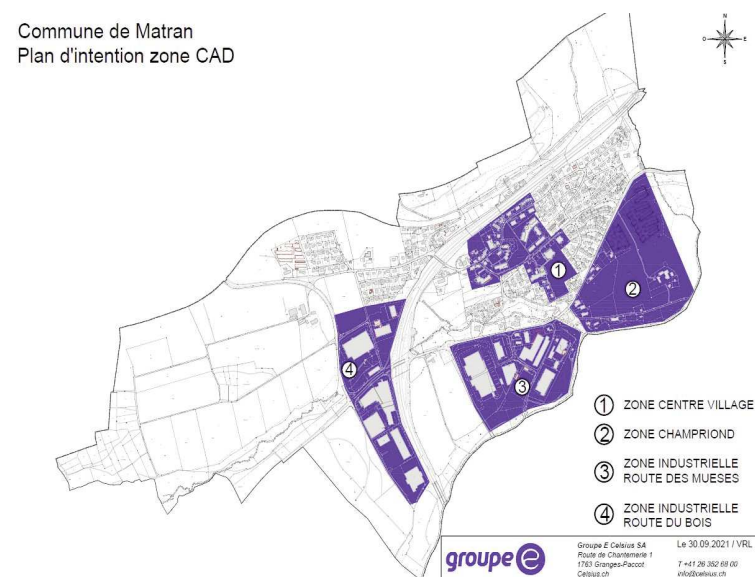 Commune de Matran
Plan d'intention zone CAD
N
O
E
S
1
2
3
4
1 ZONE CENTRE VILLAGE
2 ZONE CHAMPRIOND
3 ZONE INDUSTRIELLE
ROUTE DES MUESES
4 ZONE INDUSTRIELLE
ROUTE DU BOIS
groupe e
Groupe E Celsius SA
Route de Chantemerle 1
1763 Granges-Paccot
Celsius.ch
Le 30.09.2021 / VRL
T +41 26 352 68 00
info@celsius.ch